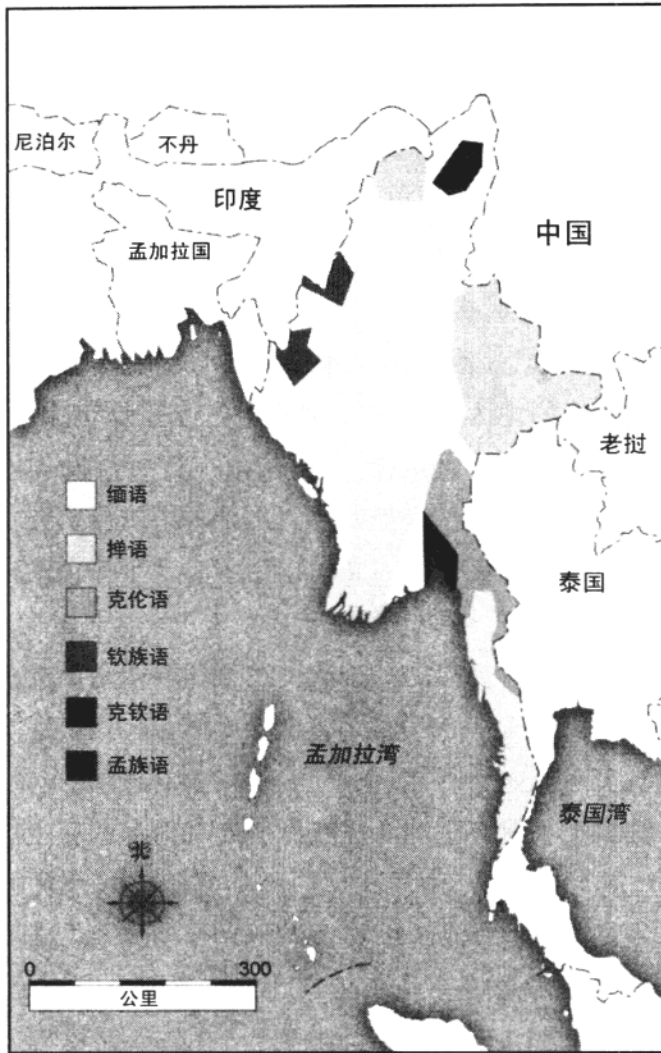 尼泊尔
不丹
印度
中国
孟加拉国
老挝
缅语
掸语
克伦语
泰国
钦族语
克钦语
孟族语
孟加拉湾
泰国湾
北
0 300
公里